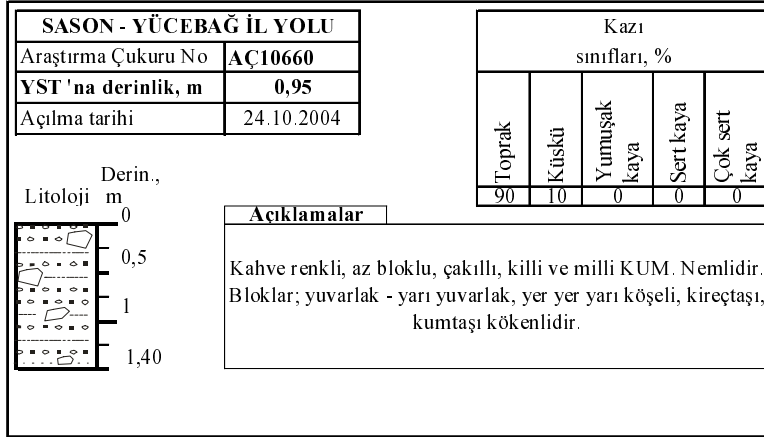 SASON - YÜCEBAĞ İL YOLU
Araştırma Çukuru No AÇ10660
YST 'na derinlik, m 0,95
Açılma tarihi 24.10.2004
Kazı
sınıfları, %
Toprak
Küskü
Yumuşak
kaya
Sert kaya
Çok sert
kaya
90 10 0 0 0
Derin.,
Litoloji m
0
0,5
1
1,40
Açıklamalar
Kahve renkli, az bloklu, çakıllı, killi ve milli KUM. Nemlidir.
Bloklar; yuvarlak - yarı yuvarlak, yer yer yarı köşeli, kireçtaşı,
kumtaşı kökenlidir.